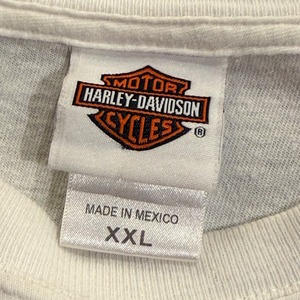 MOTOR
HARLEY-DAVIDSON
CYCLES
®
MADE IN MEXICO
XXL